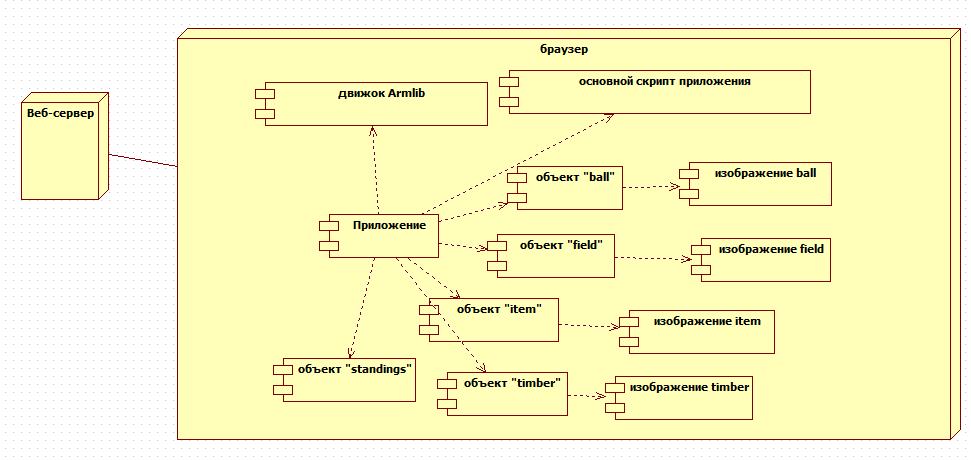 браузер
Веб-сервер
движок Armlib
основной скрипт приложения
объект "ball"
изображение ball
Приложение
объект "field"
изображение field
объект "item"
изображение item
объект "standings"
объект "timber"
изображение timber